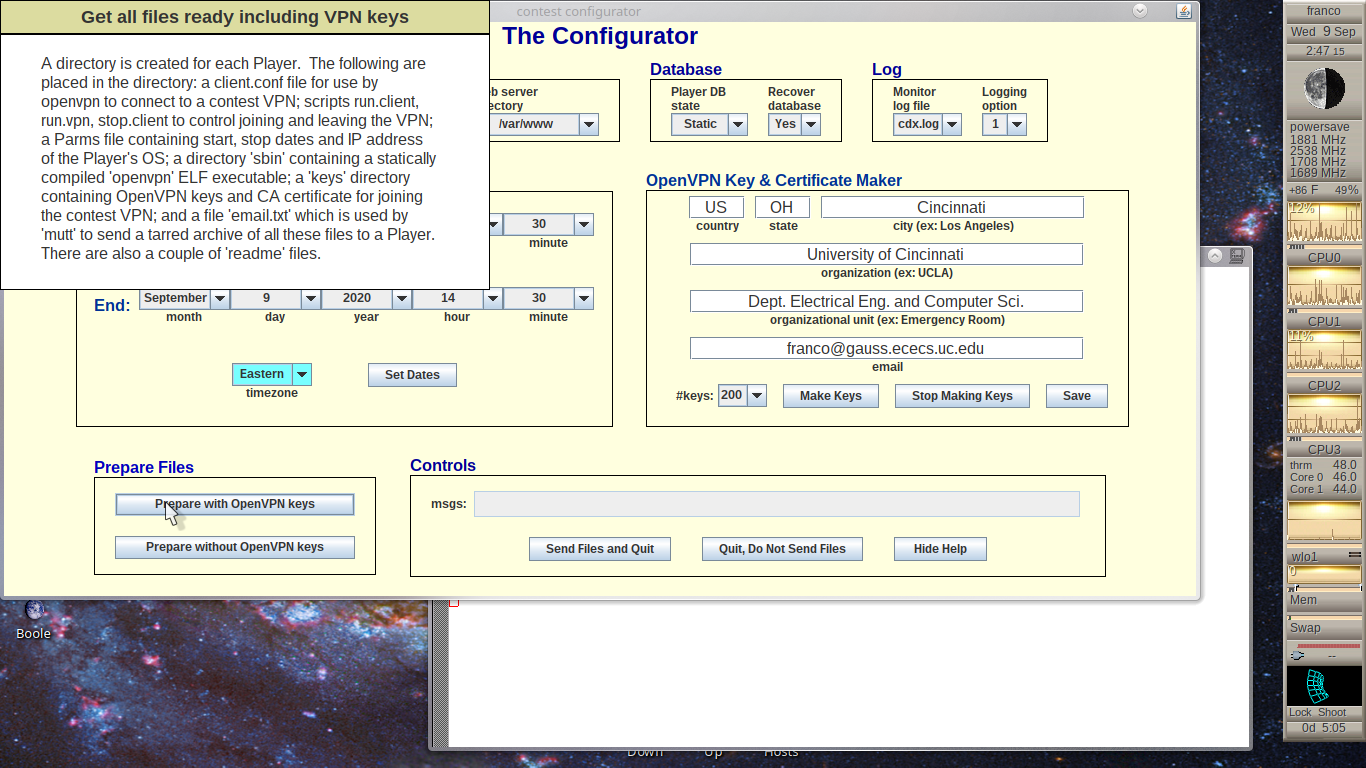 Get all files ready including VPN keys
A directory is created for each Player. The following are
placed in the directory: a client.conf file for use by
openvpn to connect to a contest VPN; scripts run.client,
run.vpn, stop.client to control joining and leaving the VPN;
a Parms file containing start, stop dates and IP address
of the Player's OS; a directory 'sbin' containing a statically
compiled 'openvpn' ELF executable; a 'keys' directory
containing OpenVPN keys and CA certificate for joining
the contest VPN; and a file 'email.txt' which is used by
'mutt' to send a tarred archive of all these files to a Player.
There are also a couple of 'readme' files.
contest configurator
The Configurator
server
/var/www
Database
Player DB
state
Static
Recover
database
Yes
Log
Monitor
log file
cdx.log
Logging
option
1
30
minute
End:
September
9
2020
14
30
month
day
year
hour
minute
Eastern
timezone
Set Dates
OpenVPN Key & Certificate Maker
US
OH
Cincinnati
country
state
city (ex: Los Angeles)
University of Cincinnati
organization (ex: UCLA)
Dept. Electrical Eng. and Computer Sci.
organizational unit (ex: Emergency Room)
franco@gauss.ececs.uc.edu
email
#keys:
200
Make Keys
Stop Making Keys
Save
Prepare Files
Prepare with OpenVPN keys
Prepare without OpenVPN keys
Controls
msgs:
Send Files and Quit
Quit, Do Not Send Files
Hide Help
Boole
Down
Up
Hosts
franco
Wed 9 Sep
2:47 15
powersave
1881 MHz
2538 MHz
1708 MHz
1689 MHz
+86 F 49%
12%
CPU0
CPU1
11%
CPU2
CPU3
thrm 48.0
Core 0 46.0
Core 1 44.0
wlo1
0
Mem
Swap
--
Lock Shoot
0d 5:05